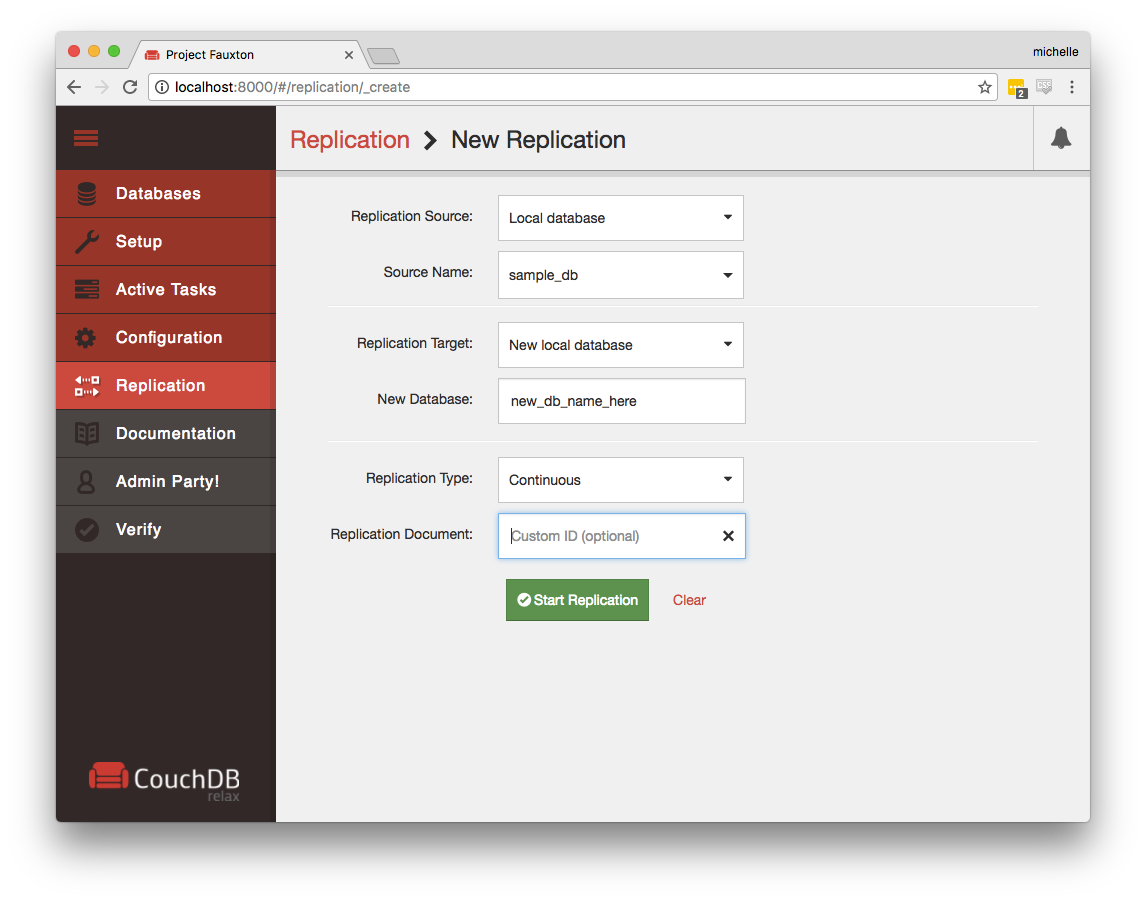 Project Fauxton
michelle
localhost:8000/#/replication/_create
2
CSS
Replication New Replication
Databases
Setup
Active Tasks
Configuration
Replication
Documentation
Admin Party!
Verify
Replication Source: Local database
Source Name: sample_db
Replication Target: New local database
New Database: new_db_name_here
Replication Type: Continuous
Replication Document: Custom ID (optional)
Start Replication Clear
CouchDB
relax